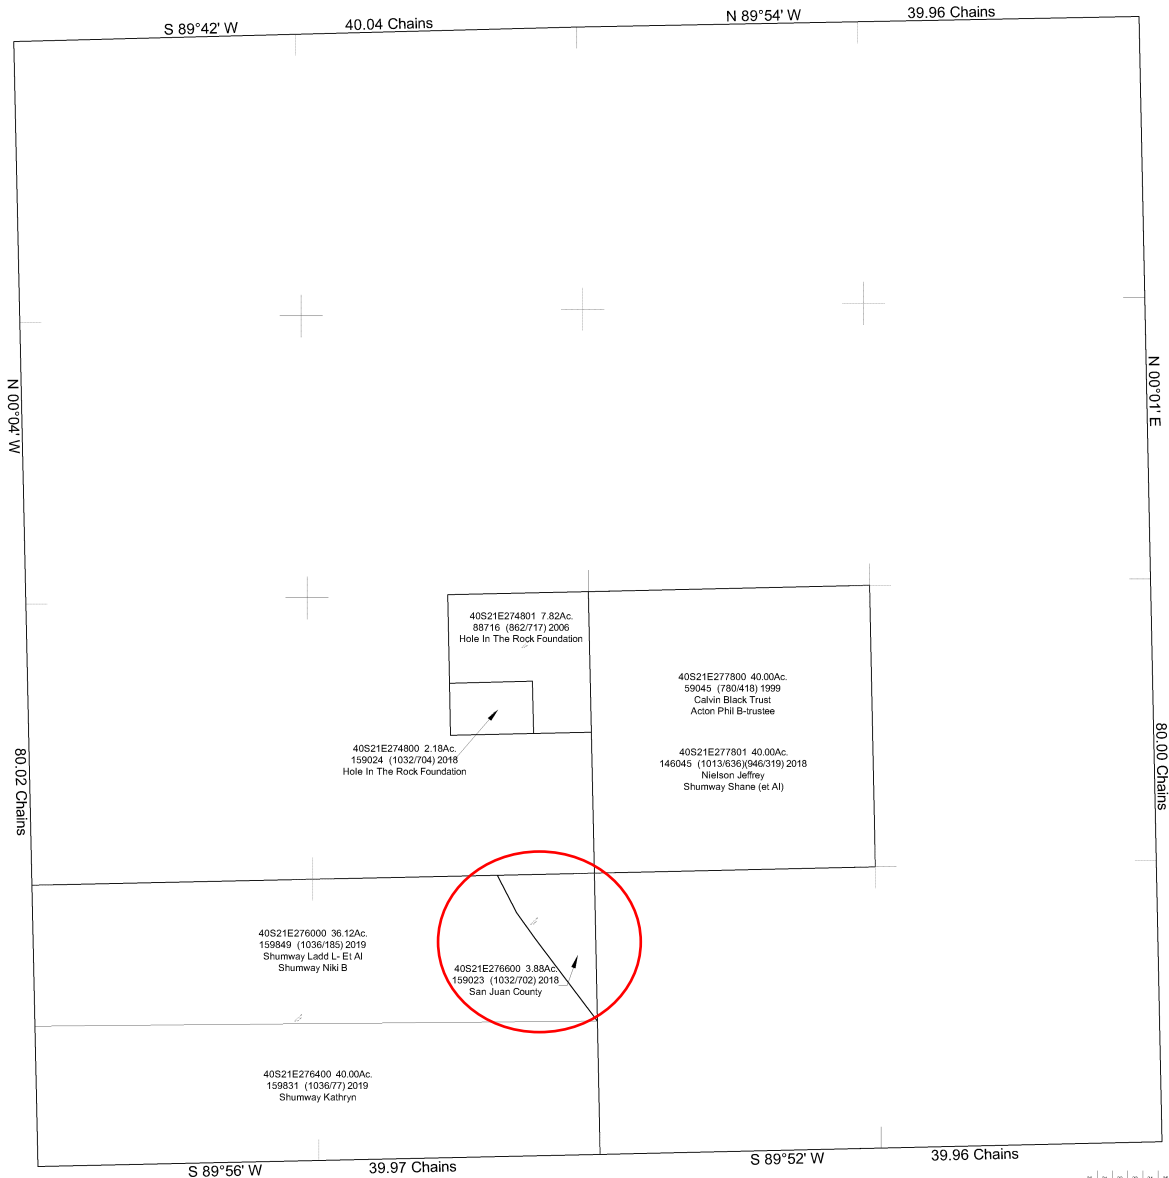 S 89°42' W
40.04 Chains
N 89°54' W
39.96 Chains
N 00°04' W
80.02 Chains
N 00°01' E
80.00 Chains
40S21E274801 7.82Ac.
88716 (862/717) 2006
Hole In The Rock Foundation
40S21E277800 40.00Ac.
59045 (780/418) 1999
Calvin Black Trust
Acton Phil B-trustee
40S21E274800 2.18Ac.
159024 (1032/704) 2018
Hole In The Rock Foundation
40S21E277801 40.00Ac.
146045 (1013/636)(946/319) 2018
Nielson Jeffrey
Shumway Shane (et Al)
40S21E276000 36.12Ac.
159849 (1036/185) 2019
Shumway Ladd L- Et Al
Shumway Niki B
40S21E276600 3.88Ac.
159023 (1032/702) 2018
San Juan County
40S21E276400 40.00Ac.
159831 (1036/77) 2019
Shumway Kathryn
S 89°56' W
39.97 Chains
S 89°52' W
39.96 Chains